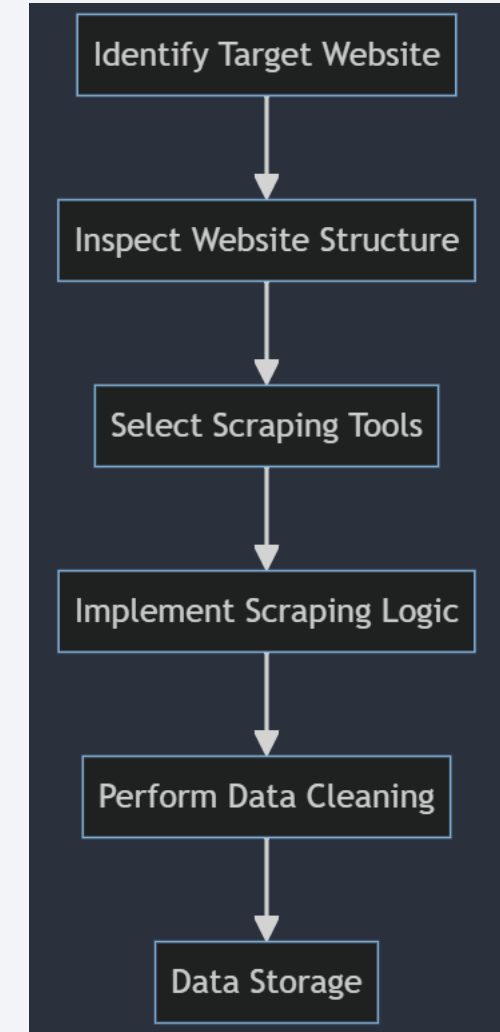 Identify Target Website
Inspect Website Structure
Select Scraping Tools
Implement Scraping Logic
Perform Data Cleaning
Data Storage